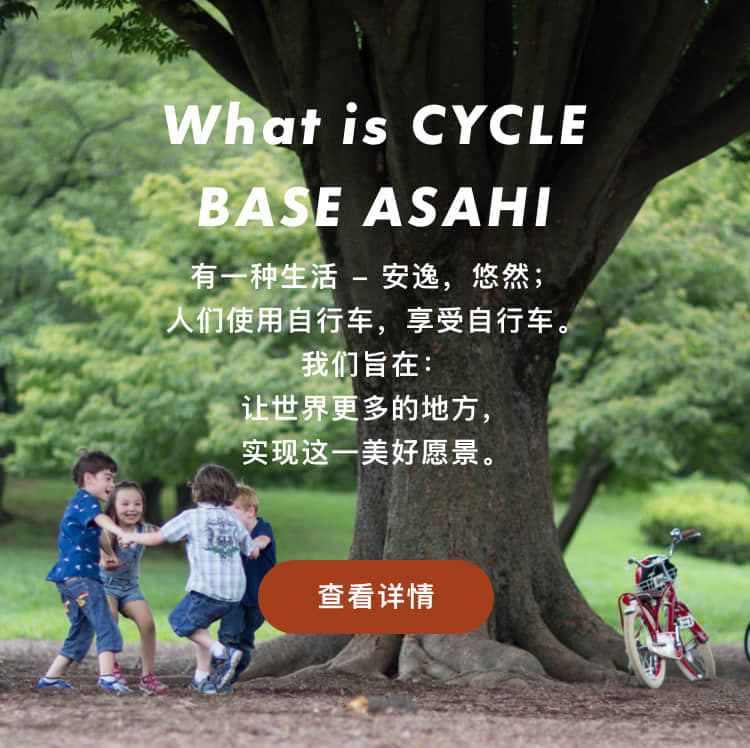 What is CYCLE
BASE ASAHI
有一种生活 – 安逸，悠然；
人们使用自行车，享受自行车。
我们旨在：
让世界更多的地方，
实现这一美好愿景。
查看详情